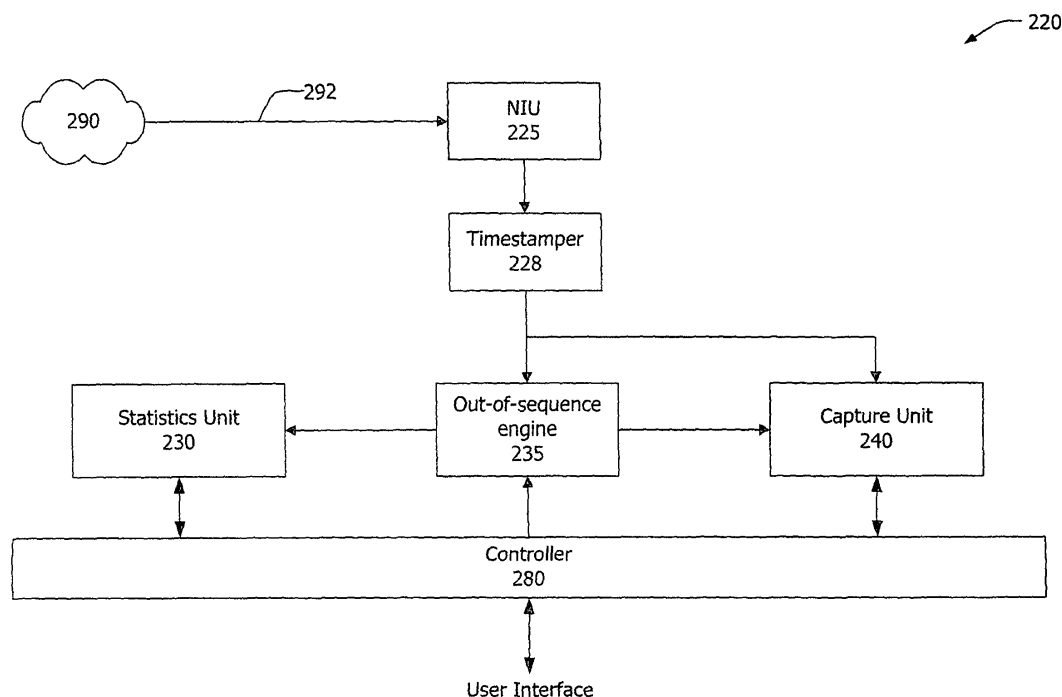 220
292
290
NIU
225
Timestamper
228
Statistics Unit
230
Out-of-sequence
engine
235
Capture Unit
240
Controller
280
User Interface